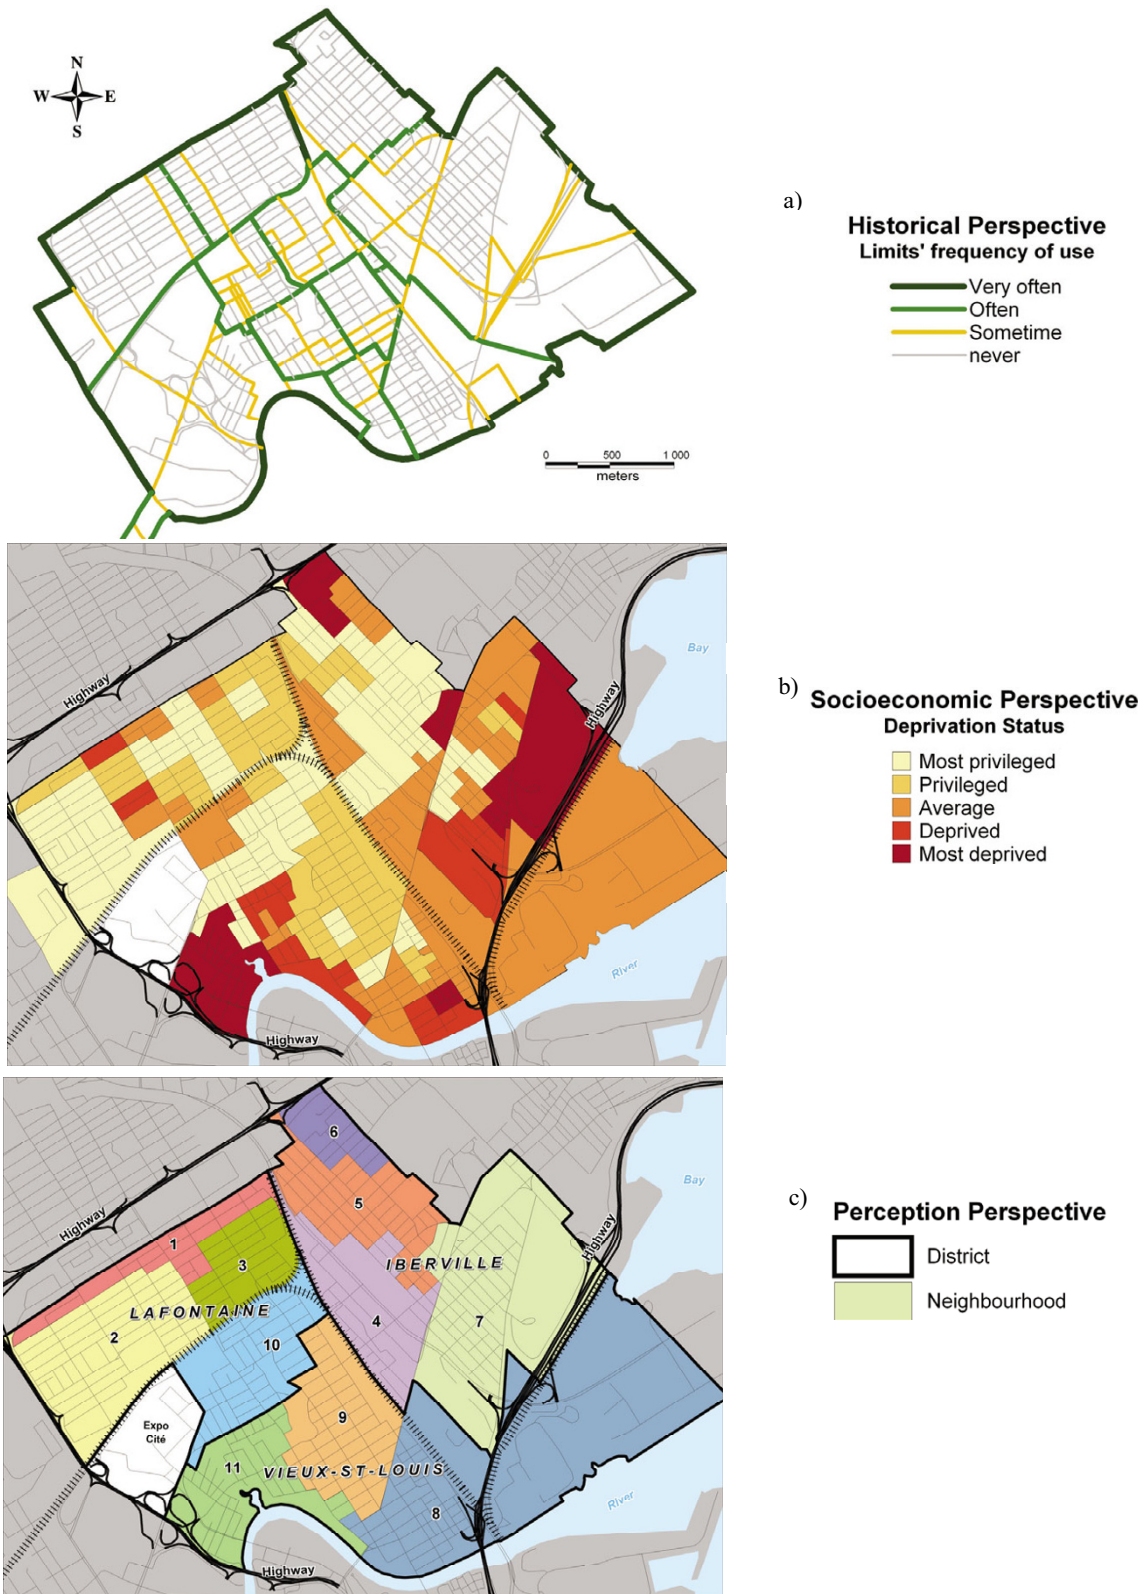 N
W E
S
a)
Historical Perspective
Limits' frequency of use
Very often
Often
Sometime
never
0 500 1 000
meters
b)
Socioeconomic Perspective
Deprivation Status
Most privileged
Privileged
Average
Deprived
Most deprived
Highway
Highway
Highway
Bay
River
c)
Perception Perspective
District
Neighbourhood
Highway
Highway
Highway
Bay
River
6
5
1
3
IBERVILLE
LAFONTAINE
2
4
7
10
Expo
Cité
9
11
VIEUX-ST-LOUIS
8